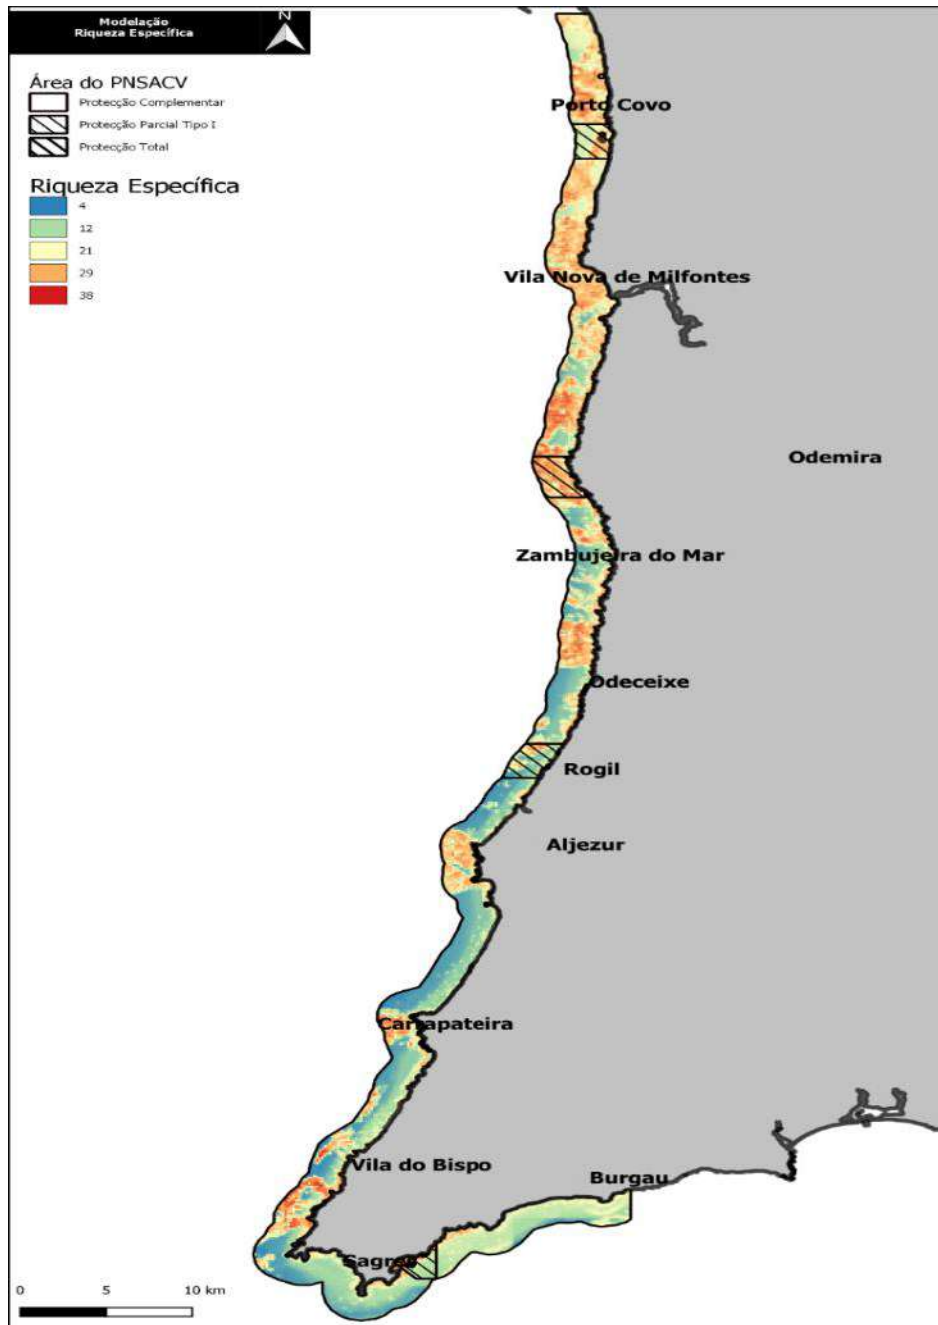 Modelação
Riqueza Específica
N
Área do PNSACV
Protecção Complementar
Protecção Parcial Tipo I
Protecção Total
Riqueza Específica
4
12
21
29
38
Porto Covo
Vila Nova de Milfontes
Odemira
Zambujeira do Mar
Odeceixe
Rogil
Aljezur
Carrapateira
Vila do Bispo
Burgau
Sagres
0 5 10 km